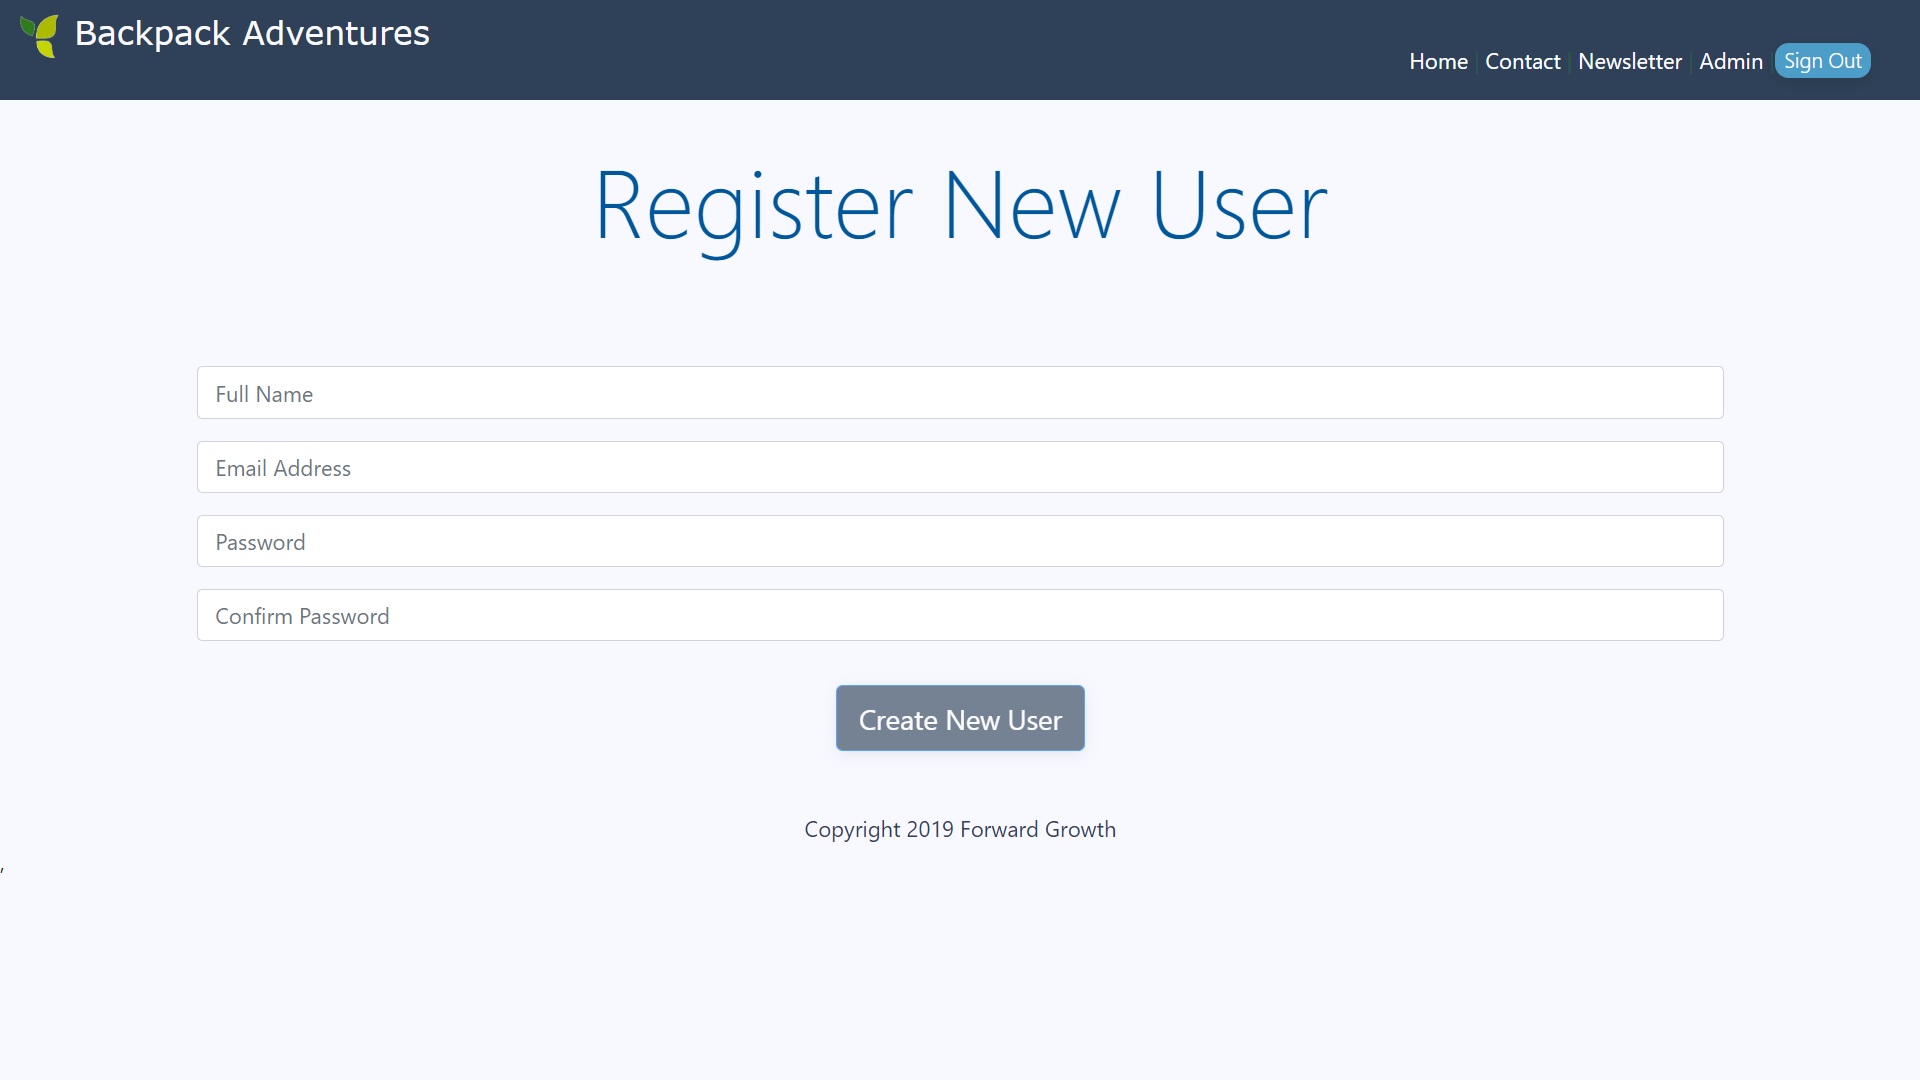 Backpack Adventures
Home | Contact | Newsletter | Admin | Sign Out
Register New User
Full Name
Email Address
Password
Confirm Password
Create New User
Copyright 2019 Forward Growth
,